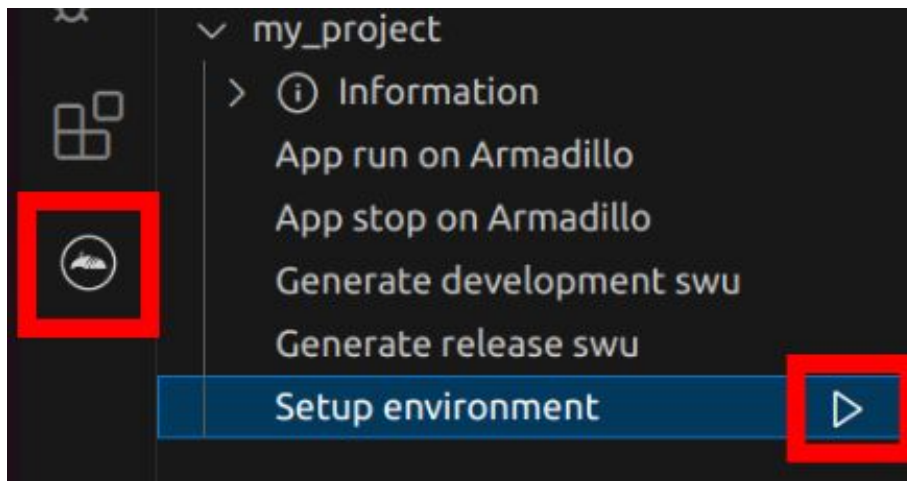 my_project
Information
App run on Armadillo
App stop on Armadillo
Generate development swu
Generate release swu
Setup environment